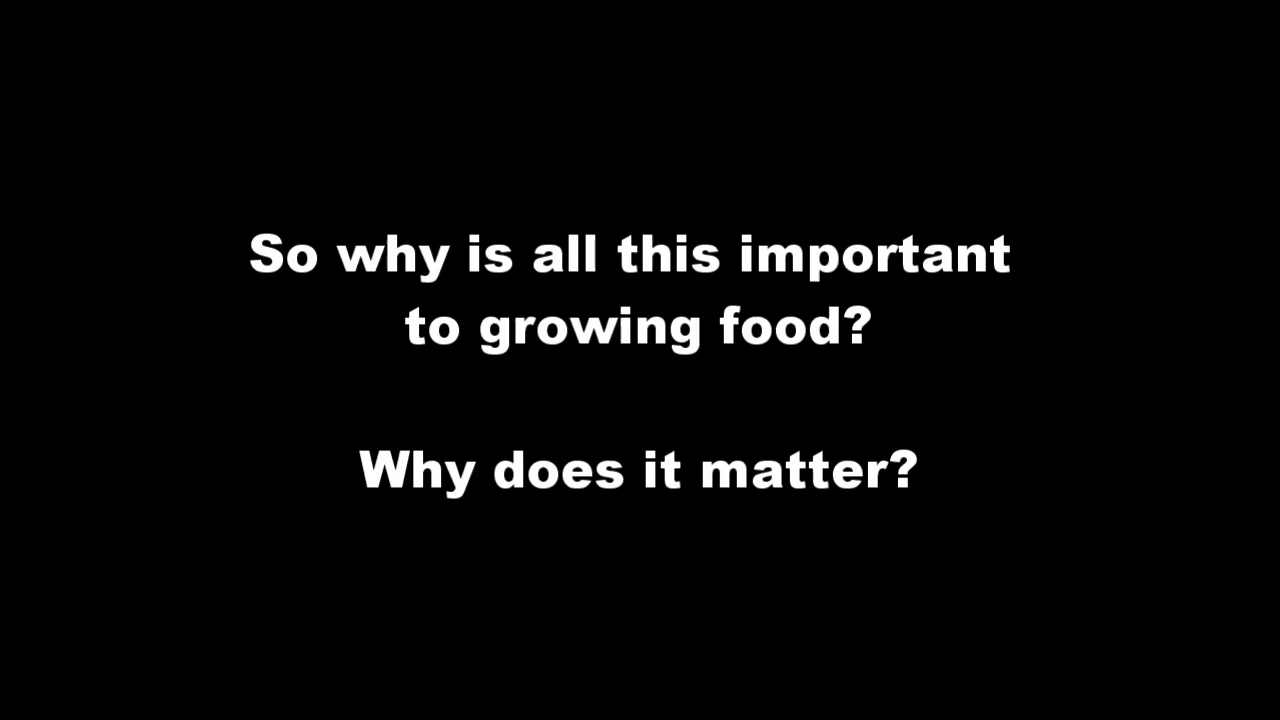 So why is all this important
to growing food?
Why does it matter?